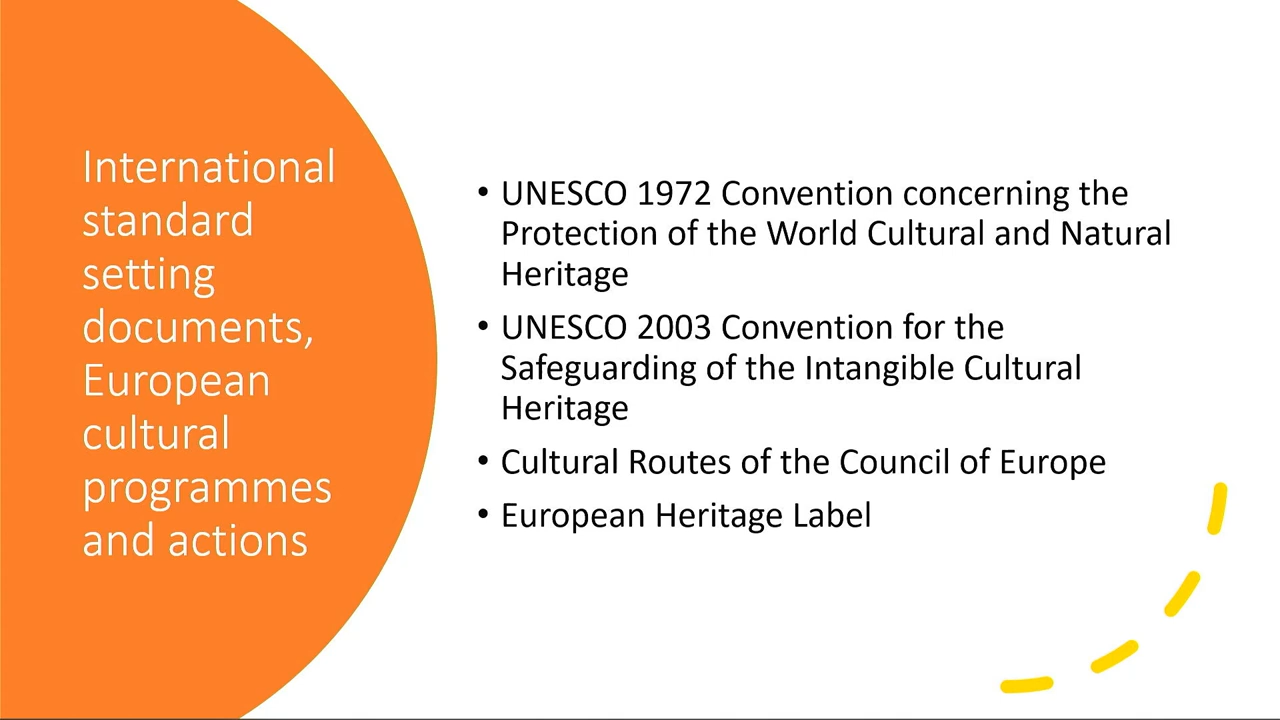 International
standard
setting
documents,
European
cultural
programmes
and actions
• UNESCO 1972 Convention concerning the
Protection of the World Cultural and Natural
Heritage
• UNESCO 2003 Convention for the
Safeguarding of the Intangible Cultural
Heritage
• Cultural Routes of the Council of Europe
• European Heritage Label